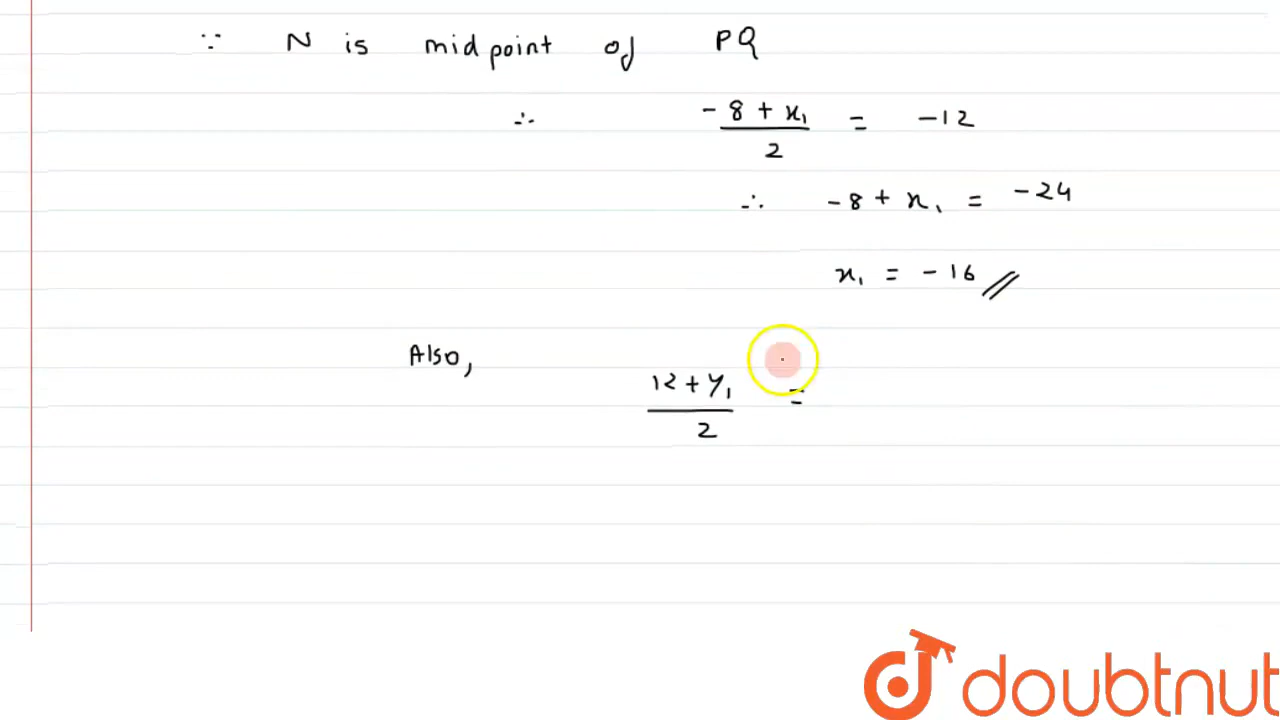 ∵ N is midpoint of PQ
∴ (-8 + x₁)/2 = -12
∴ -8 + x₁ = -24
x₁ = -16 //
Also,
(12 + y₁)/2 =
doubtnut